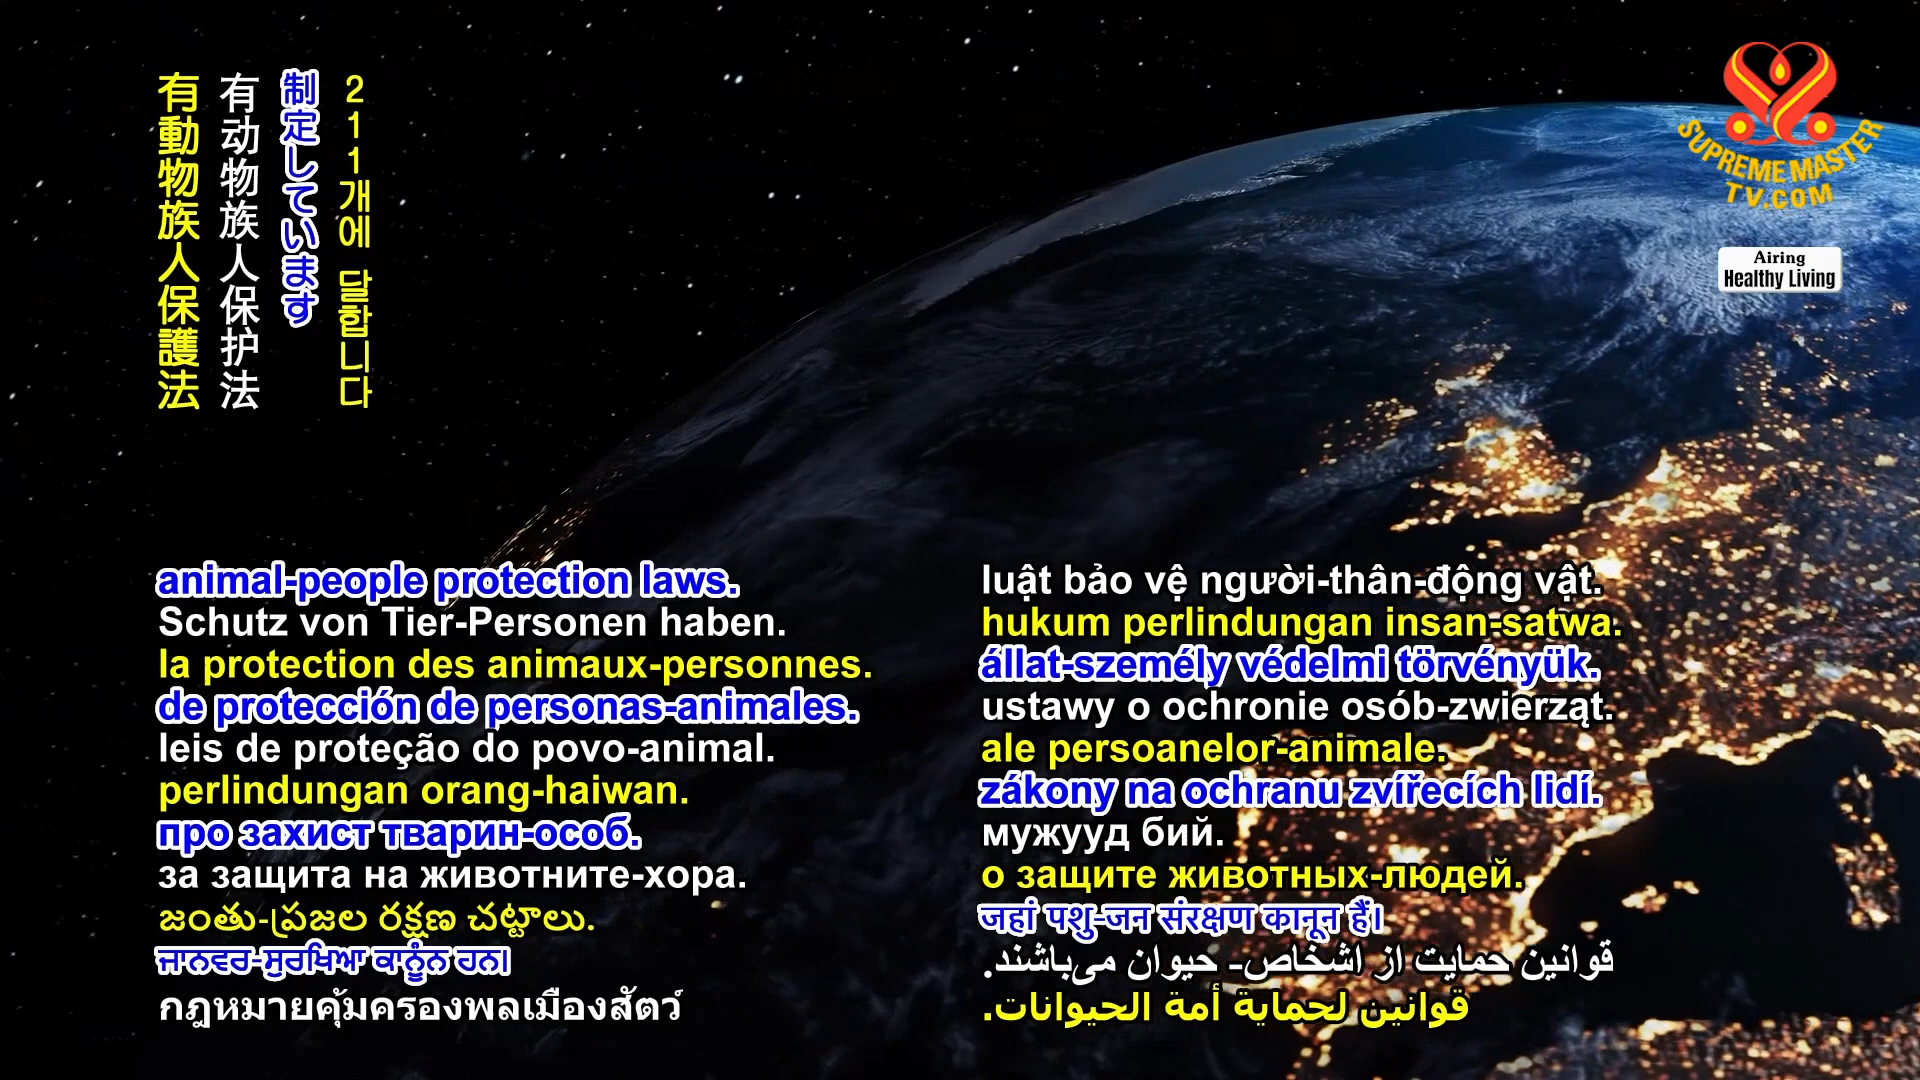 有動物族人保護法
有动物族人保护法
制定しています
211개에 달합니다
SUPREME MASTER
TV.COM
Airing
Healthy Living
animal-people protection laws.
Schutz von Tier-Personen haben.
la protection des animaux-personnes.
de protección de personas-animales.
leis de proteção do povo-animal.
perlindungan orang-haiwan.
про захист тварин-особ.
за защита на животните-хора.
జంతు-ప్రజల రక్షణ చట్టాలు.
ਜਾਨਵਰ-ਸੁਰਖਿਆ ਕਾਨੂੰਨ ਹਨ।
กฎหมายคุ้มครองพลเมืองสัตว์
luật bảo vệ người-thân-động vật.
hukum perlindungan insan-satwa.
állat-személy védelmi törvényük.
ustawy o ochronie osób-zwierząt.
ale persoanelor-animale.
zákony na ochranu zvířecích lidí.
мужууд бий.
о защите животных-людей.
जहां पशु-जन संरक्षण कानून हैं।
قوانین حمایت از اشخاص- حیوان می‌باشند.
قوانين لحماية أمة الحيوانات.